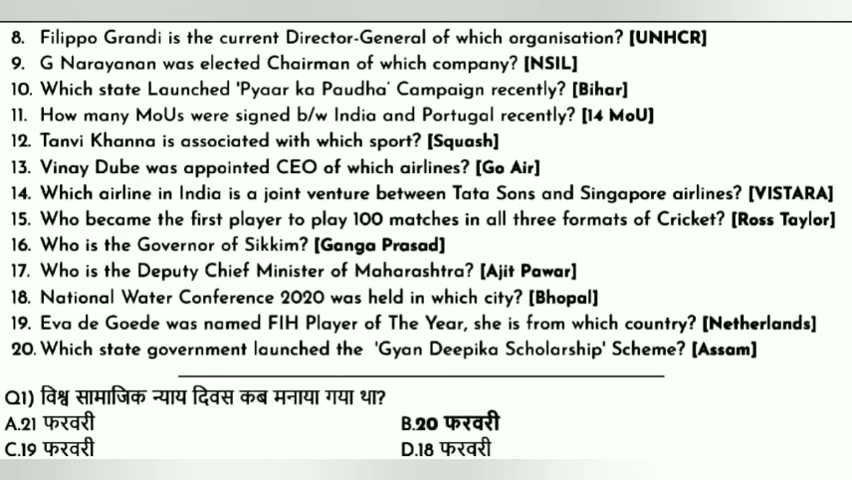 8. Filippo Grandi is the current Director-General of which organisation? [UNHCR]
9. G Narayanan was elected Chairman of which company? [NSIL]
10. Which state Launched 'Pyaar ka Paudha' Campaign recently? [Bihar]
11. How many MoUs were signed b/w India and Portugal recently? [14 MoU]
12. Tanvi Khanna is associated with which sport? [Squash]
13. Vinay Dube was appointed CEO of which airlines? [Go Air]
14. Which airline in India is a joint venture between Tata Sons and Singapore airlines? [VISTARA]
15. Who became the first player to play 100 matches in all three formats of Cricket? [Ross Taylor]
16. Who is the Governor of Sikkim? [Ganga Prasad]
17. Who is the Deputy Chief Minister of Maharashtra? [Ajit Pawar]
18. National Water Conference 2020 was held in which city? [Bhopal]
19. Eva de Goede was named FIH Player of The Year, she is from which country? [Netherlands]
20. Which state government launched the 'Gyan Deepika Scholarship' Scheme? [Assam]
Q1) विश्व सामाजिक न्याय दिवस कब मनाया गया था?
A.21 फरवरी B.20 फरवरी
C.19 फरवरी D.18 फरवरी